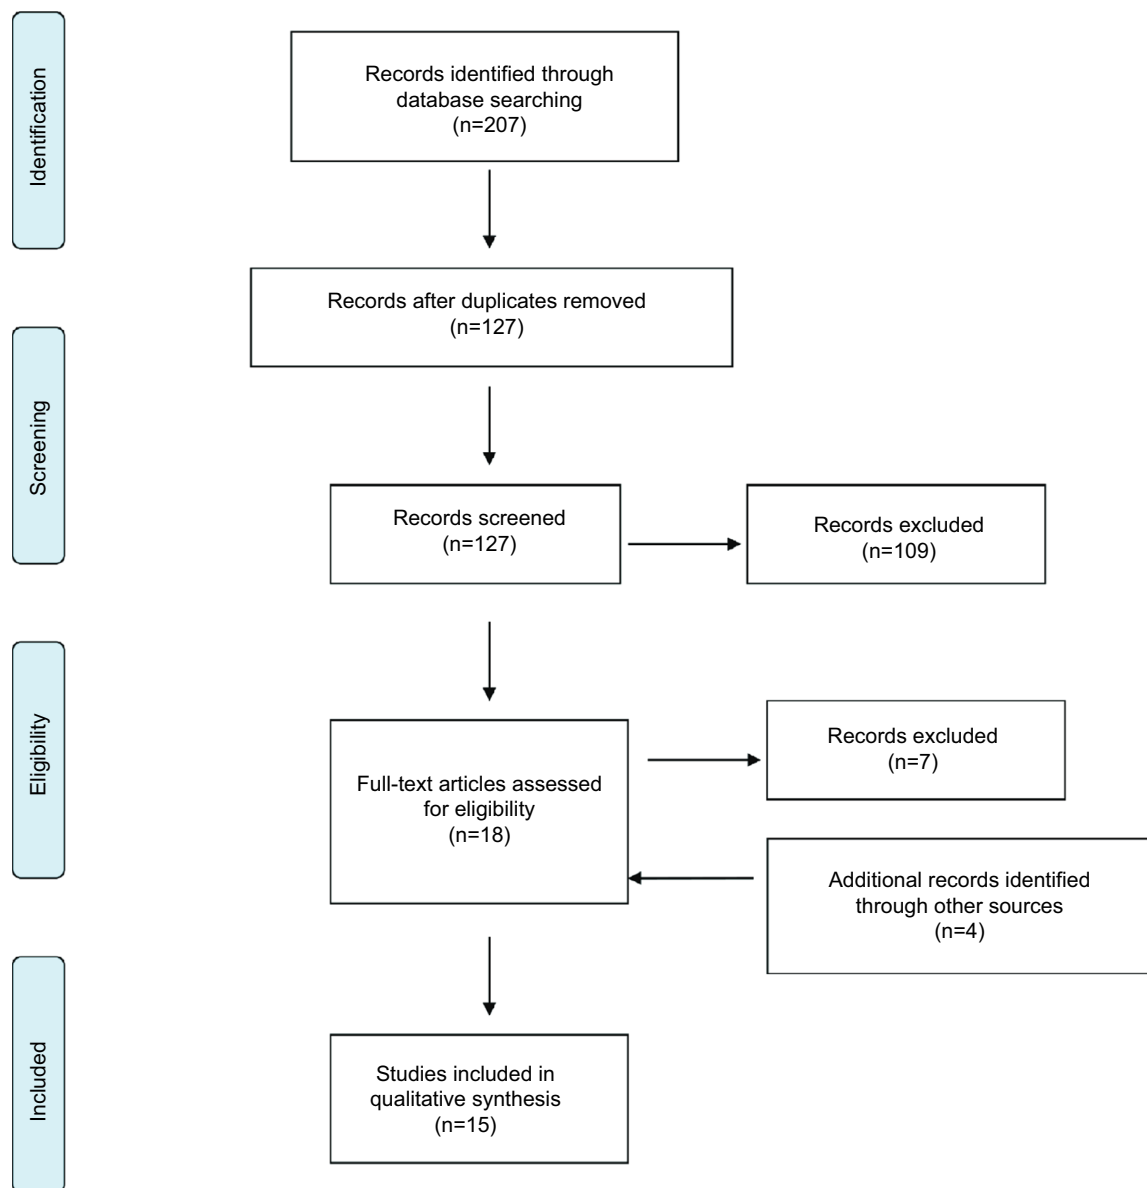 Identification
Records identified through
database searching
(n=207)
Records after duplicates removed
(n=127)
Screening
Records screened
(n=127)
Records excluded
(n=109)
Eligibility
Full-text articles assessed
for eligibility
(n=18)
Records excluded
(n=7)
Additional records identified
through other sources
(n=4)
Included
Studies included in
qualitative synthesis
(n=15)